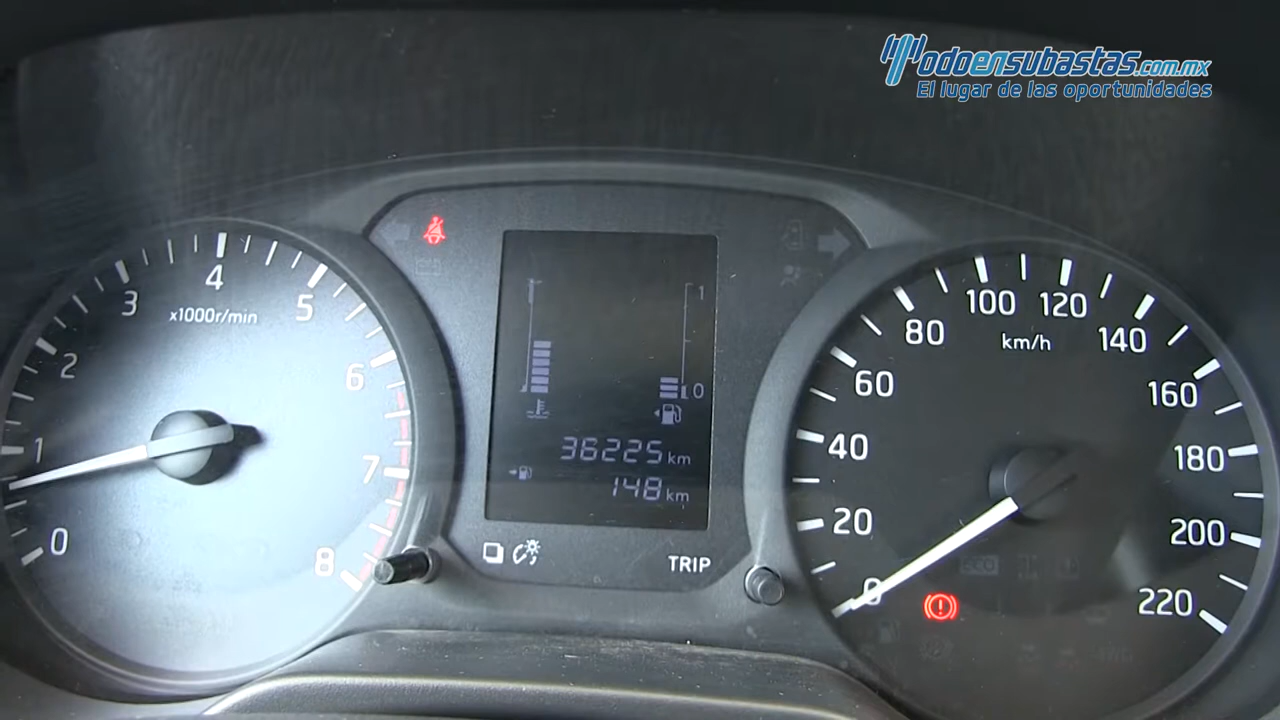 Todoensubastas.com.mx
El lugar de las oportunidades
0
1
2
3
4
5
6
7
8
x1000r/min
1
0
36225 km
148 km
TRIP
0
20
40
60
80
100
120
140
160
180
200
220
km/h
ECO